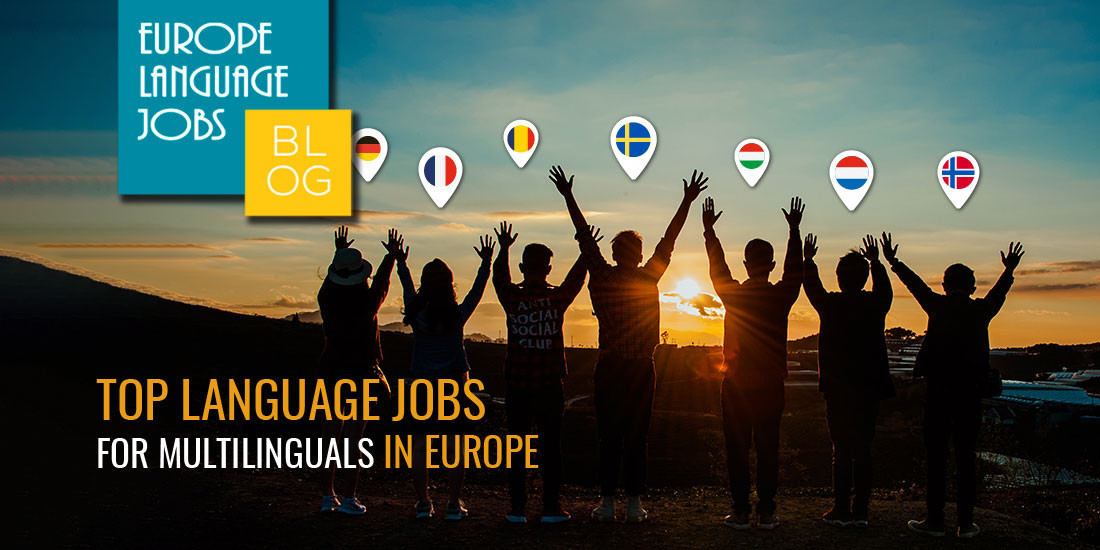 EUROPE
LANGUAGE
JOBS
BL
OG
ANTI
SOCIAL
SOCIAL
CLUB
TOP LANGUAGE JOBS
FOR MULTILINGUALS IN EUROPE